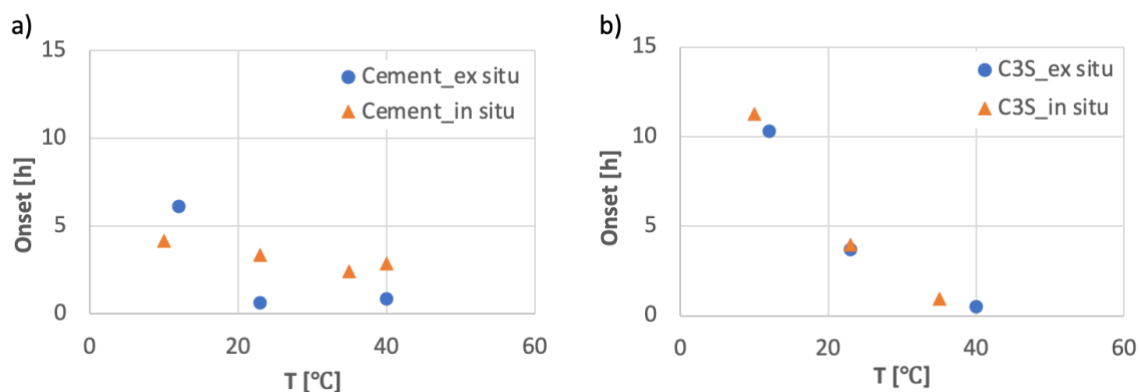 a)
15
10
5
0
Onset [h]
Cement_ex situ
Cement_in situ
0 20 40 60
T [°C]
b)
15
10
5
0
Onset [h]
C3S_ex situ
C3S_in situ
0 20 40 60
T [°C]